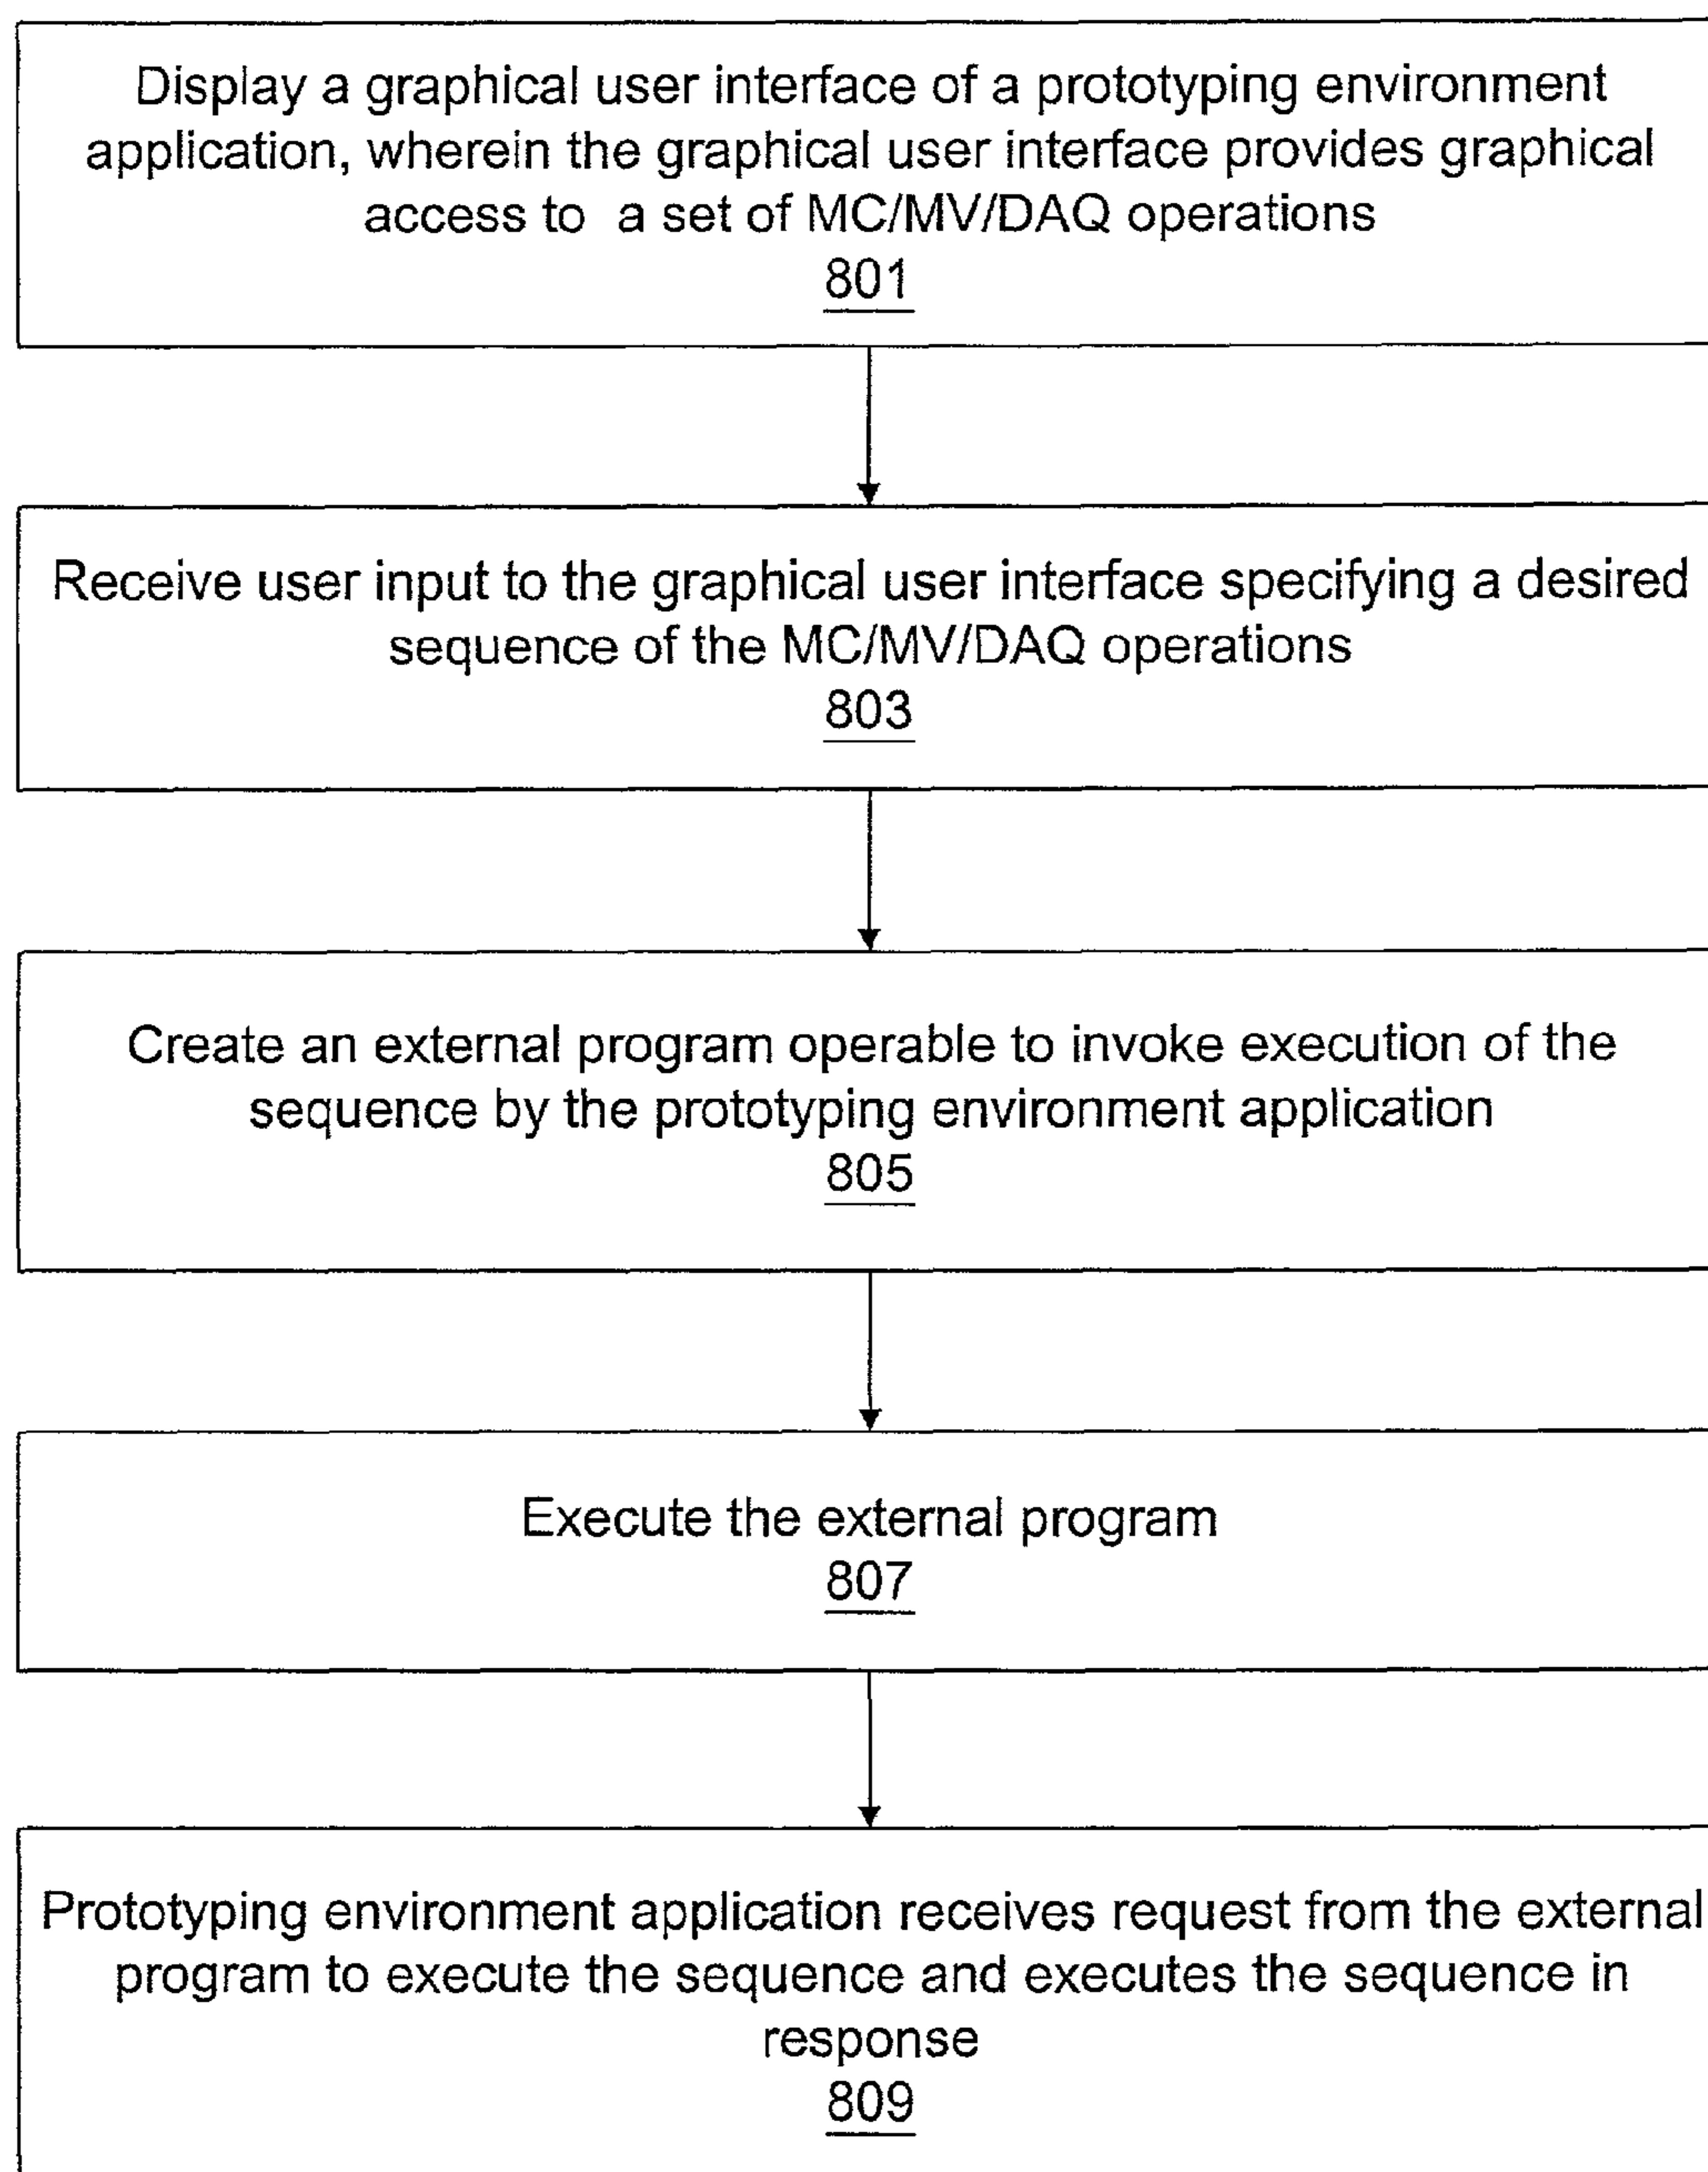 Display a graphical user interface of a prototyping environment
application, wherein the graphical user interface provides graphical
access to a set of MC/MV/DAQ operations
801
Receive user input to the graphical user interface specifying a desired
sequence of the MC/MV/DAQ operations
803
Create an external program operable to invoke execution of the
sequence by the prototyping environment application
805
Execute the external program
807
Prototyping environment application receives request from the external
program to execute the sequence and executes the sequence in
response
809